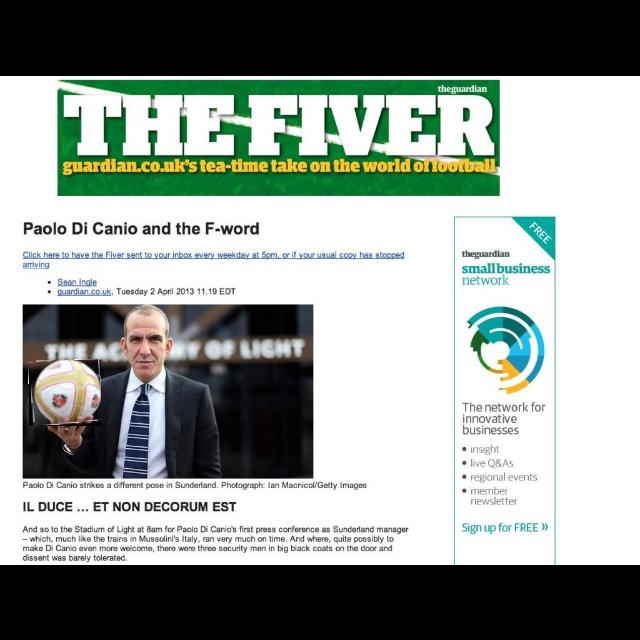 theguardian
THE FIVER
guardian.co.uk's tea-time take on the world of football
Paolo Di Canio and the F-word
Click here to have the Fiver sent to your inbox every weekday at 5pm, or if your usual copy has stopped
arriving
• Sean Ingle
• guardian.co.uk, Tuesday 2 April 2013 11.19 EDT
THE ACADEMY OF LIGHT
Paolo Di Canio strikes a different pose in Sunderland. Photograph: Ian Macnicol/Getty Images
IL DUCE … ET NON DECORUM EST
And so to the Stadium of Light at 8am for Paolo Di Canio's first press conference as Sunderland manager
– which, much like the trains in Mussolini's Italy, ran very much on time. And where, quite possibly to
make Di Canio even more welcome, there were three security men in big black coats on the door and
dissent was barely tolerated.
FREE
theguardian
smallbusiness
network
The network for
innovative
businesses
• insight
• live Q&As
• regional events
• member
newsletter
Sign up for FREE »